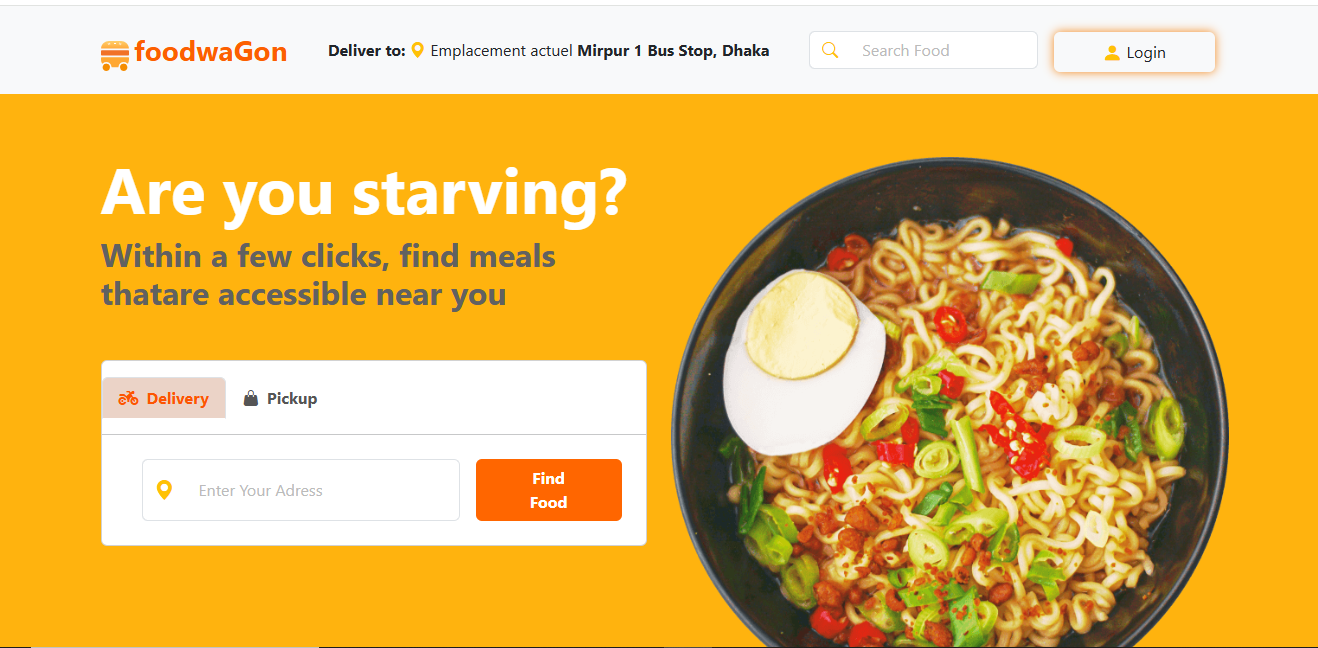 foodwaGon
Deliver to: Emplacement actuel Mirpur 1 Bus Stop, Dhaka
Search Food
Login
Are you starving?
Within a few clicks, find meals
thatare accessible near you
Delivery
Pickup
Enter Your Adress
Find
Food